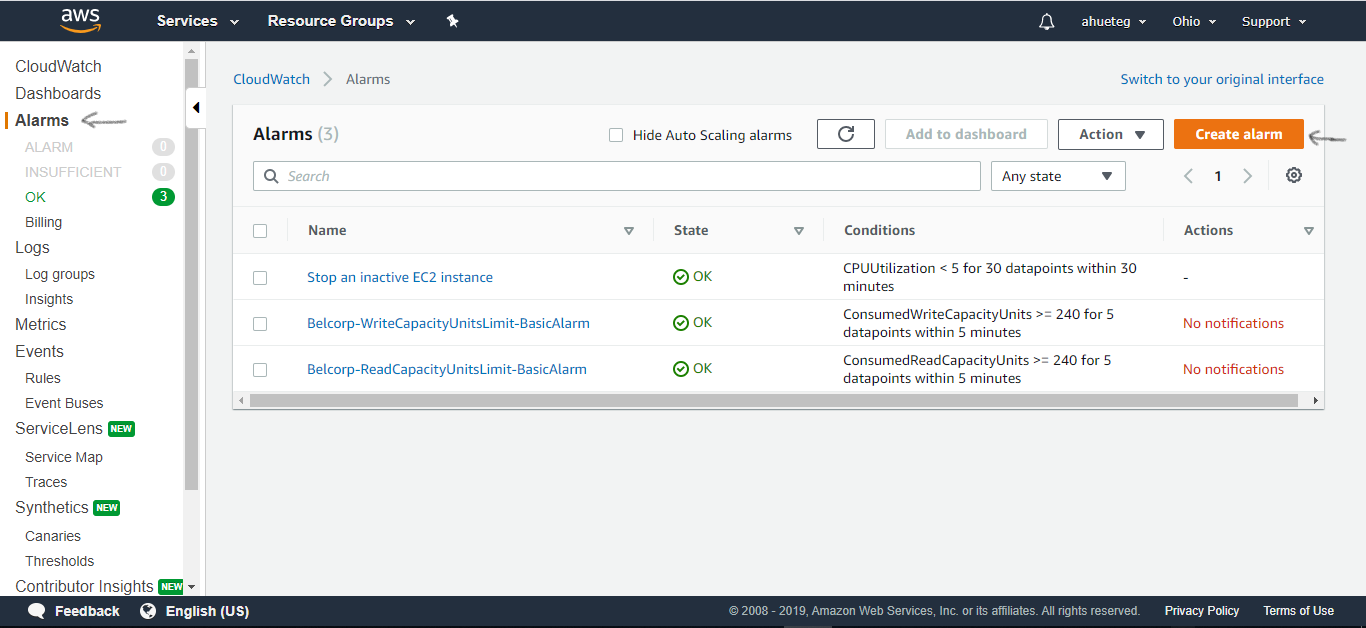 aws Services Resource Groups ahueteg Ohio Support
CloudWatch
Dashboards
Alarms
ALARM 0
INSUFFICIENT 0
OK 3
Billing
Logs
Log groups
Insights
Metrics
Events
Rules
Event Buses
ServiceLens NEW
Service Map
Traces
Synthetics NEW
Canaries
Thresholds
Contributor Insights NEW
CloudWatch Alarms Switch to your original interface
Alarms (3) Hide Auto Scaling alarms Add to dashboard Action Create alarm
Search Any state 1
Name State Conditions Actions
Stop an inactive EC2 instance OK CPUUtilization < 5 for 30 datapoints within 30 -
minutes
Belcorp-WriteCapacityUnitsLimit-BasicAlarm OK ConsumedWriteCapacityUnits >= 240 for 5 No notifications
datapoints within 5 minutes
Belcorp-ReadCapacityUnitsLimit-BasicAlarm OK ConsumedReadCapacityUnits >= 240 for 5 No notifications
datapoints within 5 minutes
Feedback English (US) © 2008 - 2019, Amazon Web Services, Inc. or its affiliates. All rights reserved. Privacy Policy Terms of Use